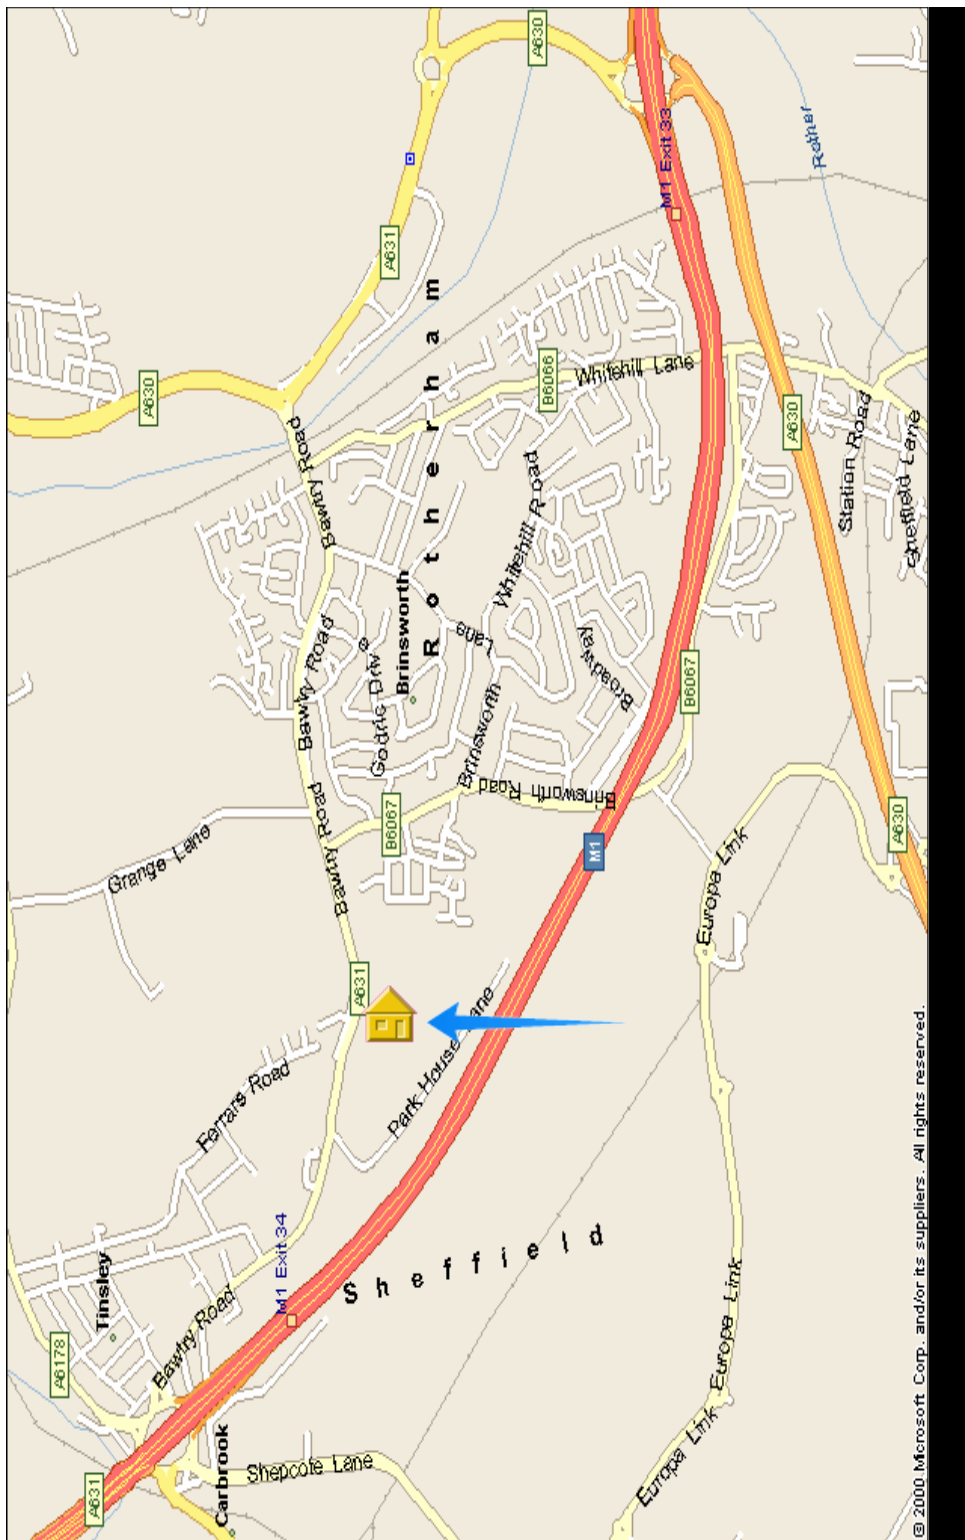 A6178
Tinsley
A631
Carbrook
Shepcote Lane
Bawtry Road
M1 Exit 34
Sheffield
Ferrars Road
Park House Lane
A631
Grange Lane
Bawtry Road
Bawtry Road
Bawtry Road
Bawtry Road
B6067
Godric Drive
Brinsworth
Rotherham
Brinsworth Lane
Brinsworth Road
Whitehill Road
Broadway
M1
B6067
Europa Link
Europa Link
Europa Link
A630
A630
A631
A630
M1 Exit 33
Rother
B6066
Whitehill Lane
A630
Station Road
Sheffield Lane
© 2000 Microsoft Corp. and/or its suppliers. All rights reserved.